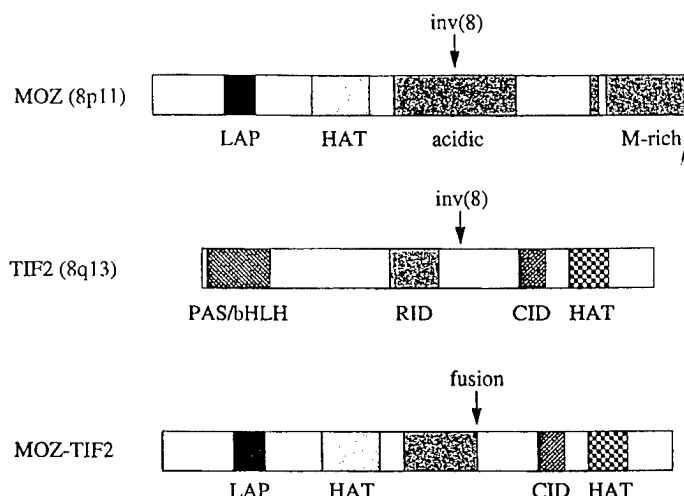 inv(8)
MOZ (8p11)
LAP HAT acidic M-rich
inv(8)
TIF2 (8q13)
PAS/bHLH RID CID HAT
fusion
MOZ-TIF2
LAP HAT CID HAT